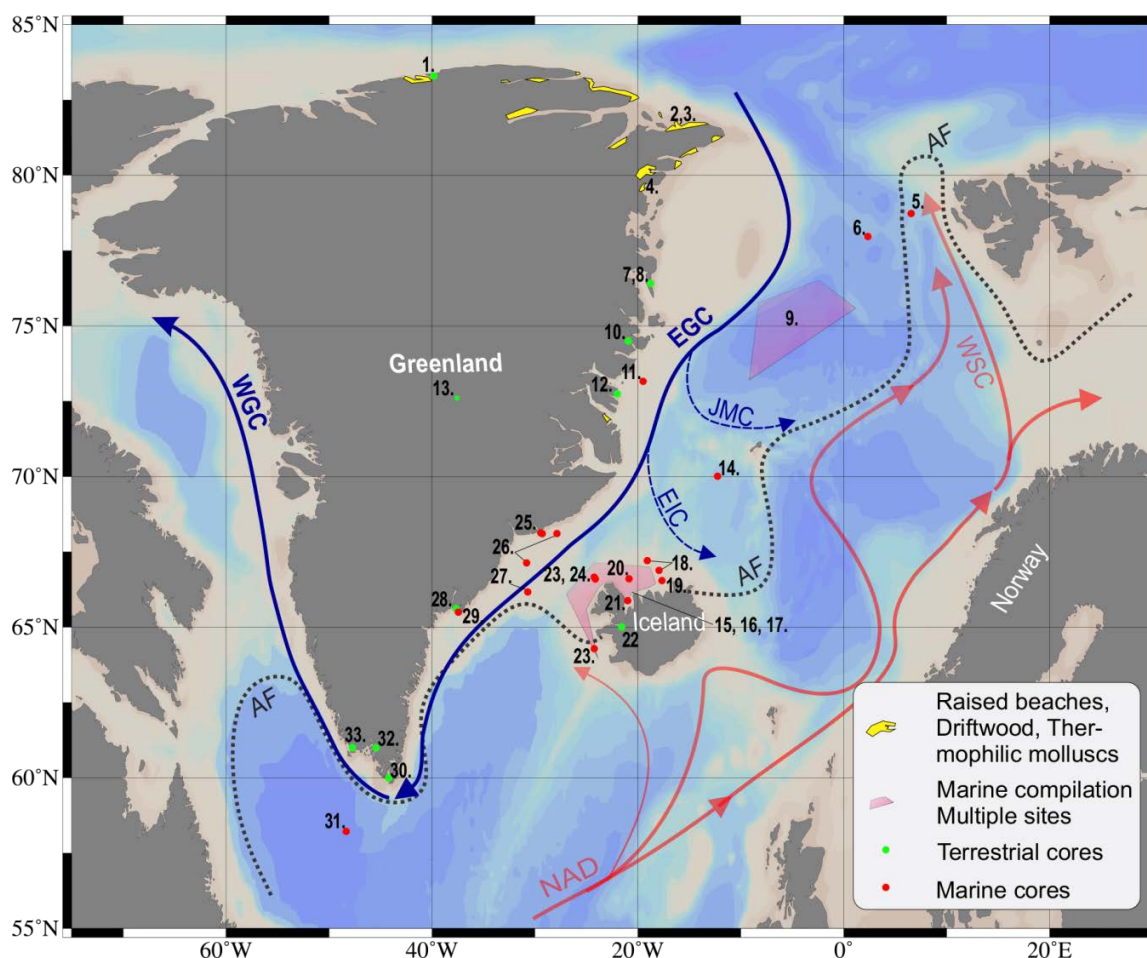 85°N
80°N
75°N
70°N
65°N
60°N
55°N
60°W
40°W
20°W
0°
20°E
1.
2,3.
4.
AF
5.
6.
7,8.
9.
10.
EGC
WSC
Greenland
11.
12.
13.
WGC
JMC
14.
EIC
25.
26.
18.
23, 24.
20.
19.
27.
AF
Norway
28.
29.
21.
15, 16, 17.
Iceland
22
23.
AF
33.
32.
30.
31.
NAD
Raised beaches,
Driftwood, Ther-
mophilic molluscs
Marine compilation
Multiple sites
Terrestrial cores
Marine cores